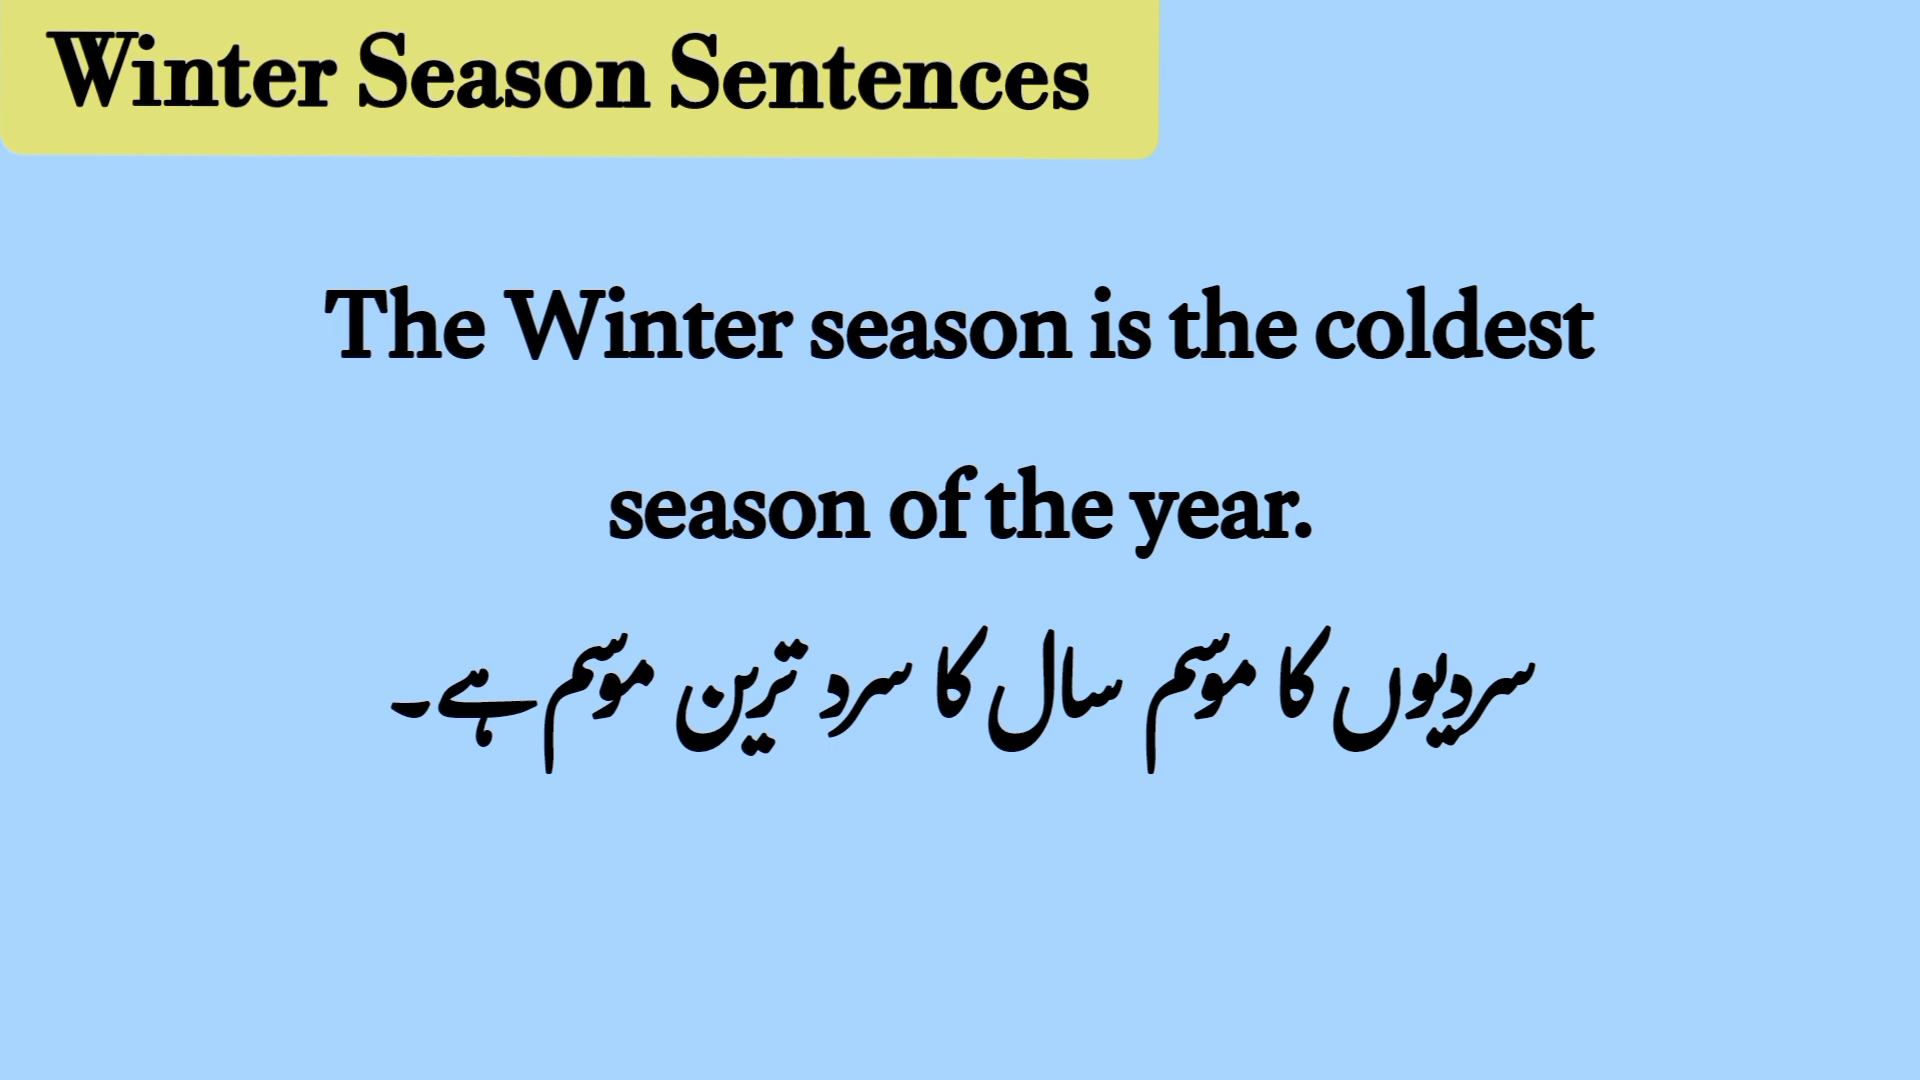 Winter Season Sentences
The Winter season is the coldest
season of the year.
سردیوں کا موسم سال کا سرد ترین موسم ہے۔